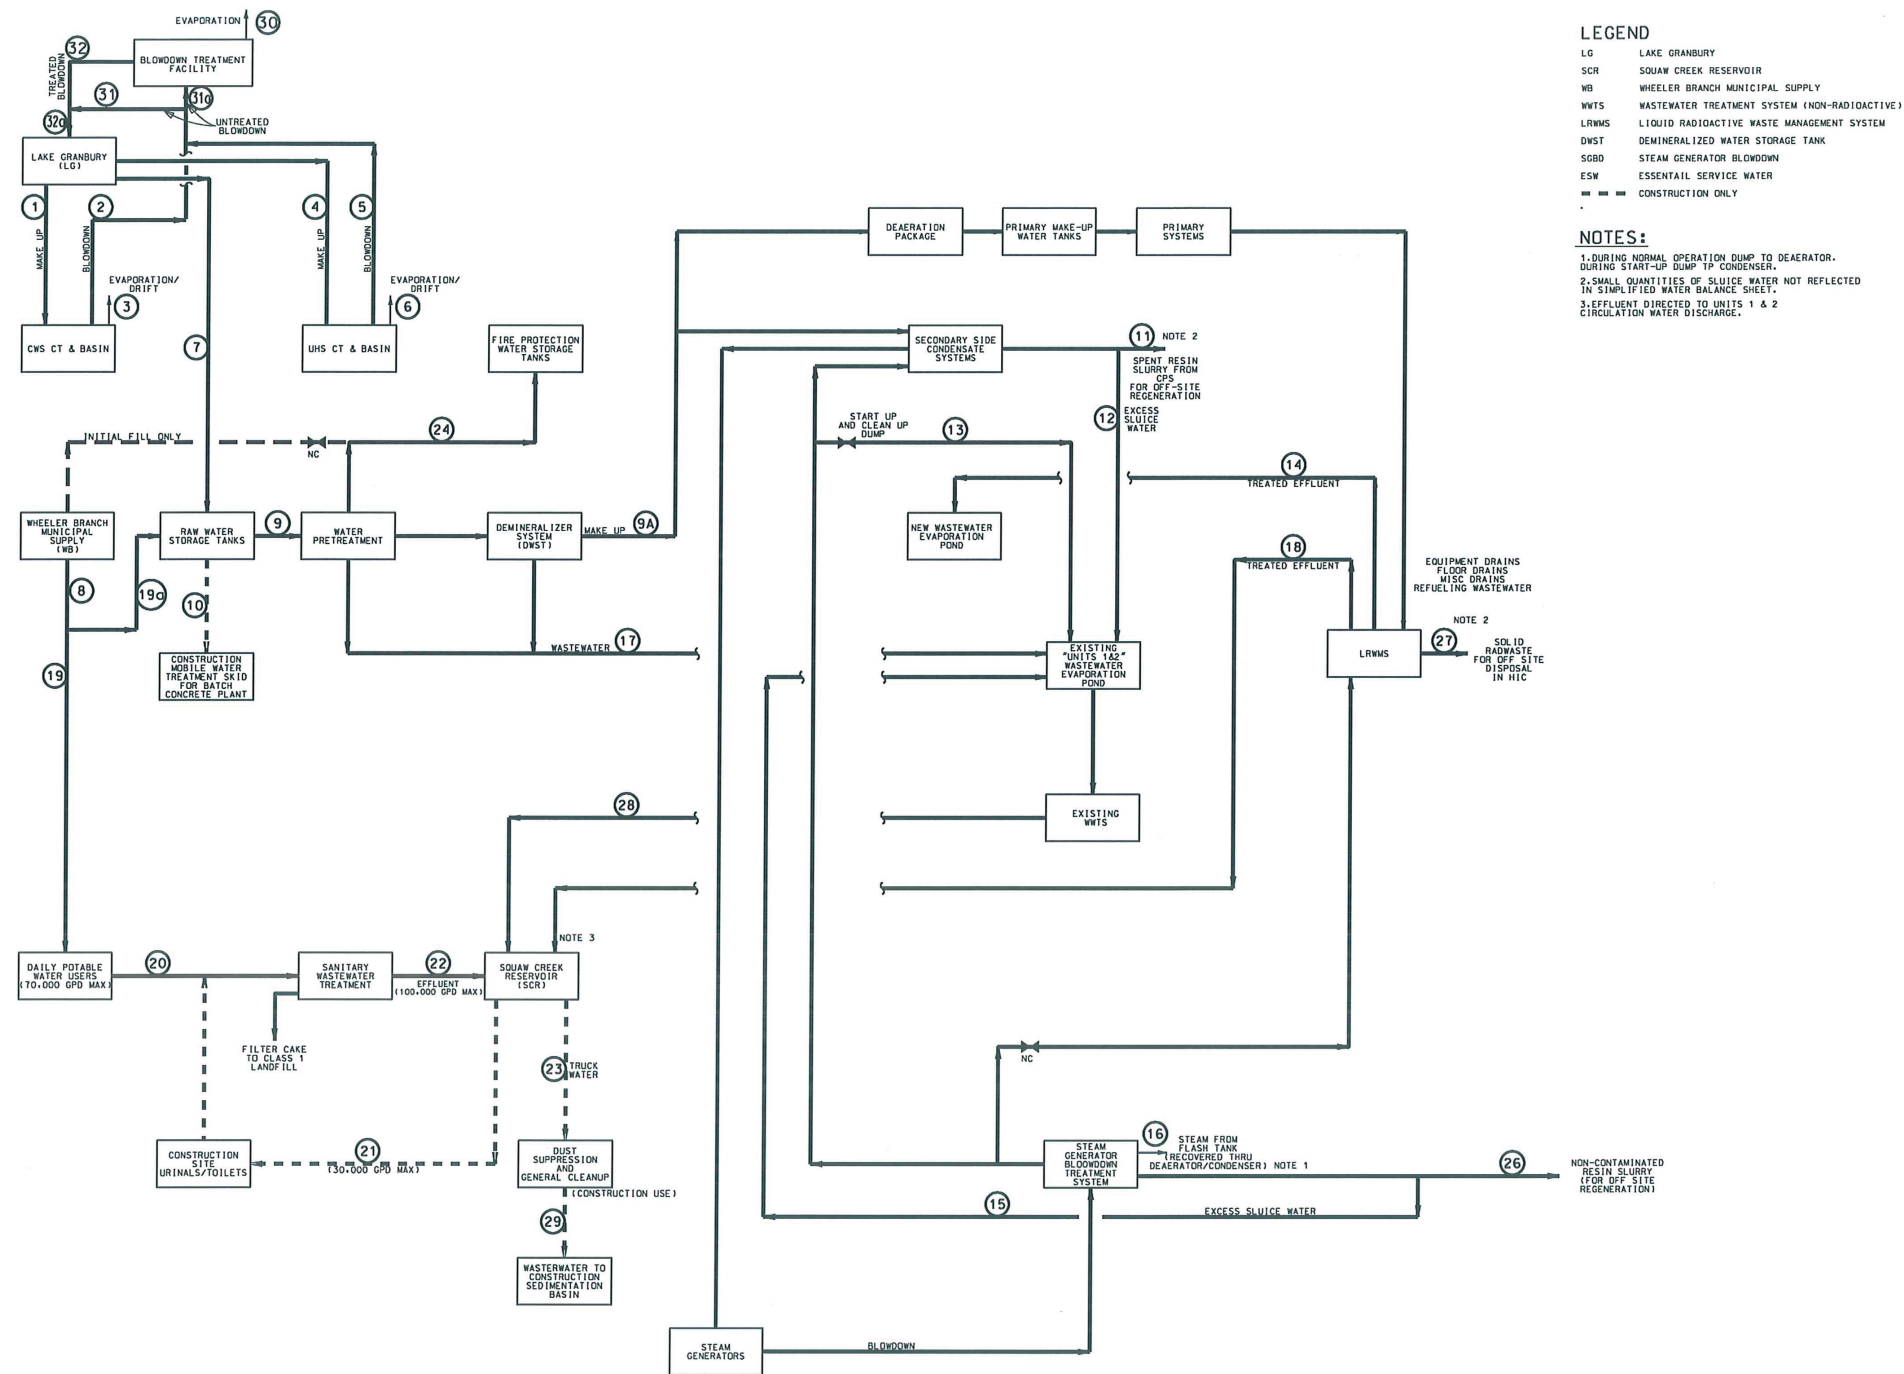 EVAPORATION
30
32
BLOWDOWN TREATMENT
FACILITY
TREATED
BLOWDOWN
31
31a
UNTREATED
BLOWDOWN
32a
LAKE GRANBURY
(LG)
1
2
4
5
MAKE UP
BLOWDOWN
MAKE UP
BLOWDOWN
EVAPORATION/
DRIFT
3
EVAPORATION/
DRIFT
6
CWS CT & BASIN
7
UHS CT & BASIN
FIRE PROTECTION
WATER STORAGE
TANKS
INITIAL FILL ONLY
NC
24
WHEELER BRANCH
MUNICIPAL
SUPPLY
(WB)
RAW WATER
STORAGE TANKS
9
WATER
PRETREATMENT
DEMINERALIZER
SYSTEM
(DWST)
MAKE UP
9A
8
19a
10
CONSTRUCTION
MOBILE WATER
TREATMENT SKID
FOR BATCH
CONCRETE PLANT
WASTEWATER
17
19
DEAERATION
PACKAGE
PRIMARY MAKE-UP
WATER TANKS
PRIMARY
SYSTEMS
SECONDARY SIDE
CONDENSATE
SYSTEMS
11
NOTE 2
SPENT RESIN
SLURRY FROM
CPS
FOR OFF-SITE
REGENERATION
12
EXCESS
SLUICE
WATER
START UP
AND CLEAN UP
DUMP
13
14
TREATED EFFLUENT
NEW WASTEWATER
EVAPORATION
POND
18
TREATED EFFLUENT
EQUIPMENT DRAINS
FLOOR DRAINS
MISC DRAINS
REFUELING WASTEWATER
NOTE 2
EXISTING
"UNITS 1&2"
WASTEWATER
EVAPORATION
POND
LRWMS
27
SOLID
RADWASTE
FOR OFF SITE
DISPOSAL
IN HIC
28
EXISTING
WWTS
NOTE 3
DAILY POTABLE
WATER USERS
(70,000 GPD MAX)
20
SANITARY
WASTEWATER
TREATMENT
22
EFFLUENT
(100,000 GPD MAX)
SQUAW CREEK
RESERVOIR
(SCR)
FILTER CAKE
TO CLASS 1
LANDFILL
23
TRUCK
WATER
NC
CONSTRUCTION
SITE
URINALS/TOILETS
21
(30,000 GPD MAX)
DUST
SUPPRESSION
AND
GENERAL CLEANUP
(CONSTRUCTION USE)
29
WASTERWATER TO
CONSTRUCTION
SEDIMENTATION
BASIN
STEAM
GENERATOR
BLOOWDOWN
TREATMENT
SYSTEM
16
STEAM FROM
FLASH TANK
(RECOVERED THRU
DEAERATOR/CONDENSER) NOTE 1
26
NON-CONTAMINATED
RESIN SLURRY
(FOR OFF SITE
REGENERATION)
15
EXCESS SLUICE WATER
STEAM
GENERATORS
BLOWDOWN
LEGEND
LG LAKE GRANBURY
SCR SQUAW CREEK RESERVOIR
WB WHEELER BRANCH MUNICIPAL SUPPLY
WWTS WASTEWATER TREATMENT SYSTEM (NON-RADIOACTIVE)
LRWMS LIQUID RADIOACTIVE WASTE MANAGEMENT SYSTEM
DWST DEMINERALIZED WATER STORAGE TANK
SGBD STEAM GENERATOR BLOWDOWN
ESW ESSENTAIL SERVICE WATER
CONSTRUCTION ONLY
NOTES:
1.DURING NORMAL OPERATION DUMP TO DEAERATOR.
DURING START-UP DUMP TP CONDENSER.
2.SMALL QUANTITIES OF SLUICE WATER NOT REFLECTED
IN SIMPLIFIED WATER BALANCE SHEET.
3.EFFLUENT DIRECTED TO UNITS 1 & 2
CIRCULATION WATER DISCHARGE.